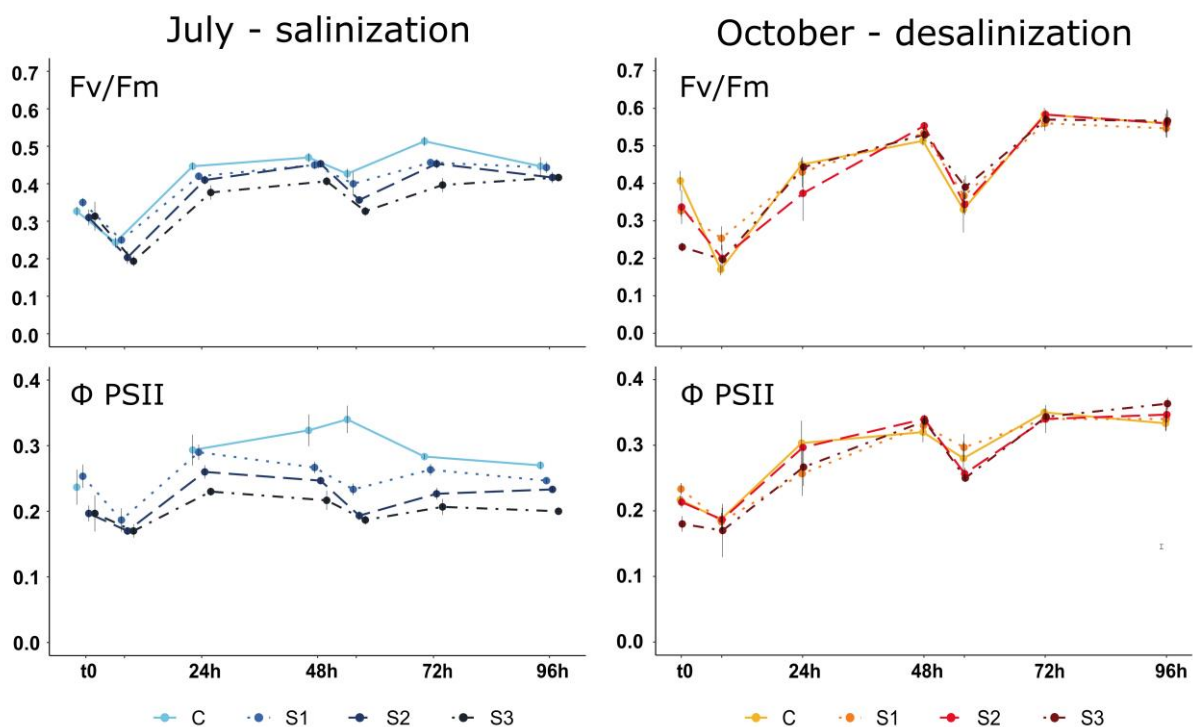 July - salinization
October - desalinization
Fv/Fm
0.7
0.6
0.5
0.4
0.3
0.2
0.1
0.0
Fv/Fm
0.7
0.6
0.5
0.4
0.3
0.2
0.1
0.0
Φ PSII
0.4
0.3
0.2
0.1
0.0
t0 24h 48h 72h 96h
Φ PSII
0.4
0.3
0.2
0.1
0.0
t0 24h 48h 72h 96h
C S1 S2 S3
C S1 S2 S3